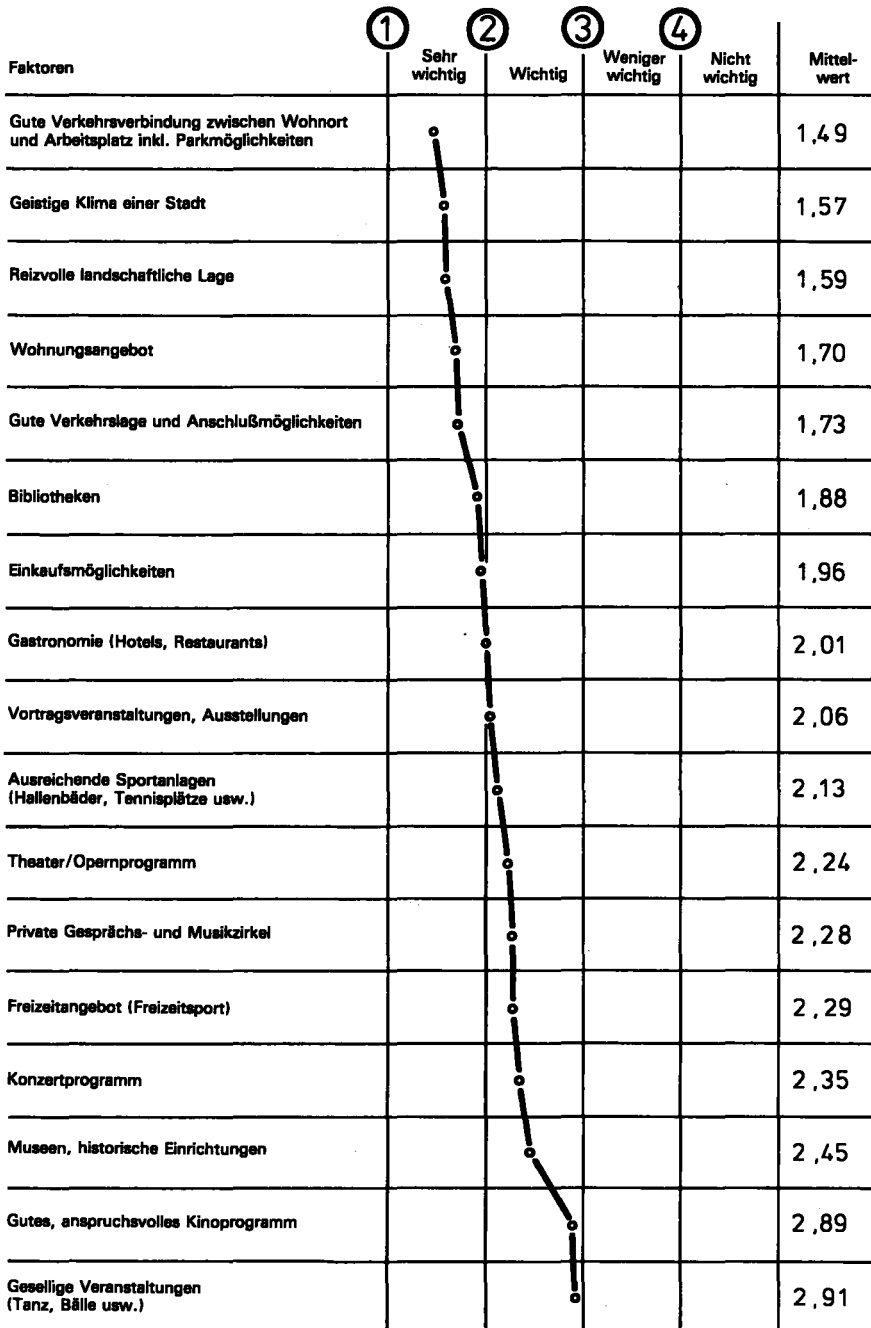 ① ② ③ ④
Faktoren
Sehr wichtig
Wichtig
Weniger wichtig
Nicht wichtig
Mittel-
wert
Gute Verkehrsverbindung zwischen Wohnort
und Arbeitsplatz inkl. Parkmöglichkeiten
1,49
Geistige Klima einer Stadt
1,57
Reizvolle landschaftliche Lage
1,59
Wohnungsangebot
1,70
Gute Verkehrslage und Anschlußmöglichkeiten
1,73
Bibliotheken
1,88
Einkaufsmöglichkeiten
1,96
Gastronomie (Hotels, Restaurants)
2,01
Vortragsveranstaltungen, Ausstellungen
2,06
Ausreichende Sportanlagen
(Hallenbäder, Tennisplätze usw.)
2,13
Theater/Opernprogramm
2,24
Private Gesprächs- und Musikzirkel
2,28
Freizeitangebot (Freizeitsport)
2,29
Konzertprogramm
2,35
Museen, historische Einrichtungen
2,45
Gutes, anspruchsvolles Kinoprogramm
2,89
Gesellige Veranstaltungen
(Tanz, Bälle usw.)
2,91